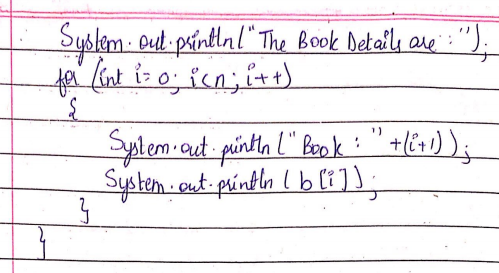 System.out.println("The Book Details are :");
for (int i=0; i<n; i++)
{
System.out.println("Book : " +(i+1));
System.out.println (b[i]);
}
}